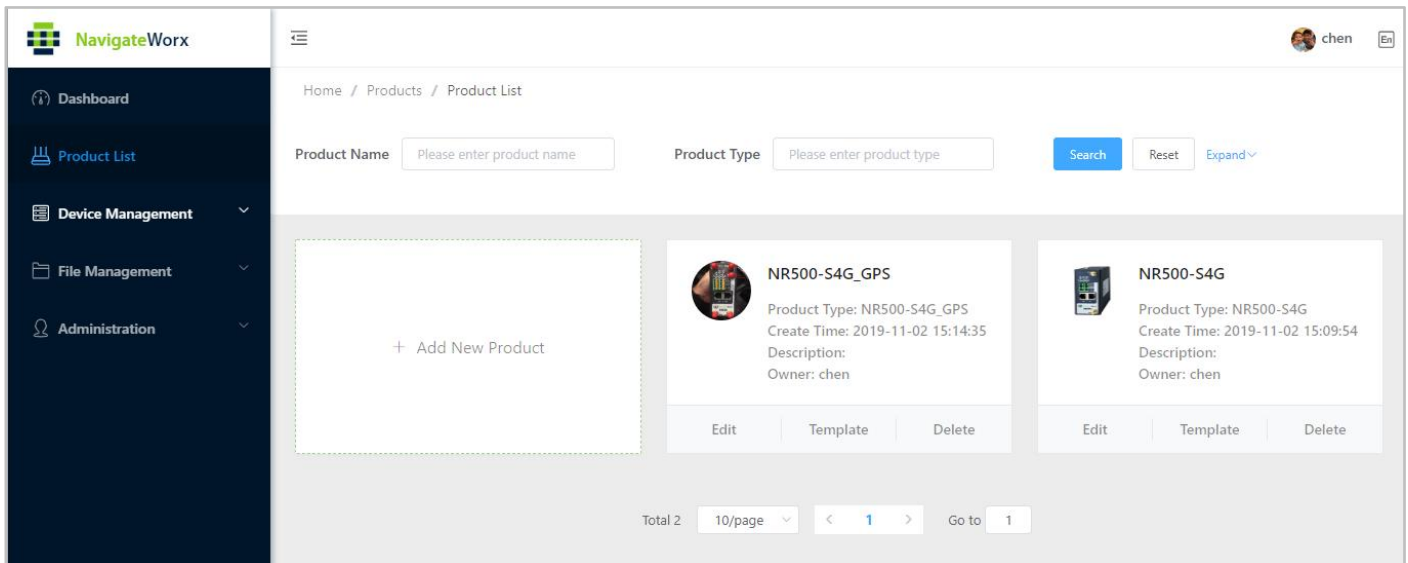 NavigateWorx
chen En
Dashboard
Product List
Device Management
File Management
Administration
Home / Products / Product List
Product Name Please enter product name Product Type Please enter product type Search Reset Expand
+ Add New Product
NR500-S4G_GPS
Product Type: NR500-S4G_GPS
Create Time: 2019-11-02 15:14:35
Description:
Owner: chen
Edit Template Delete
NR500-S4G
Product Type: NR500-S4G
Create Time: 2019-11-02 15:09:54
Description:
Owner: chen
Edit Template Delete
Total 2 10/page < 1 > Go to 1